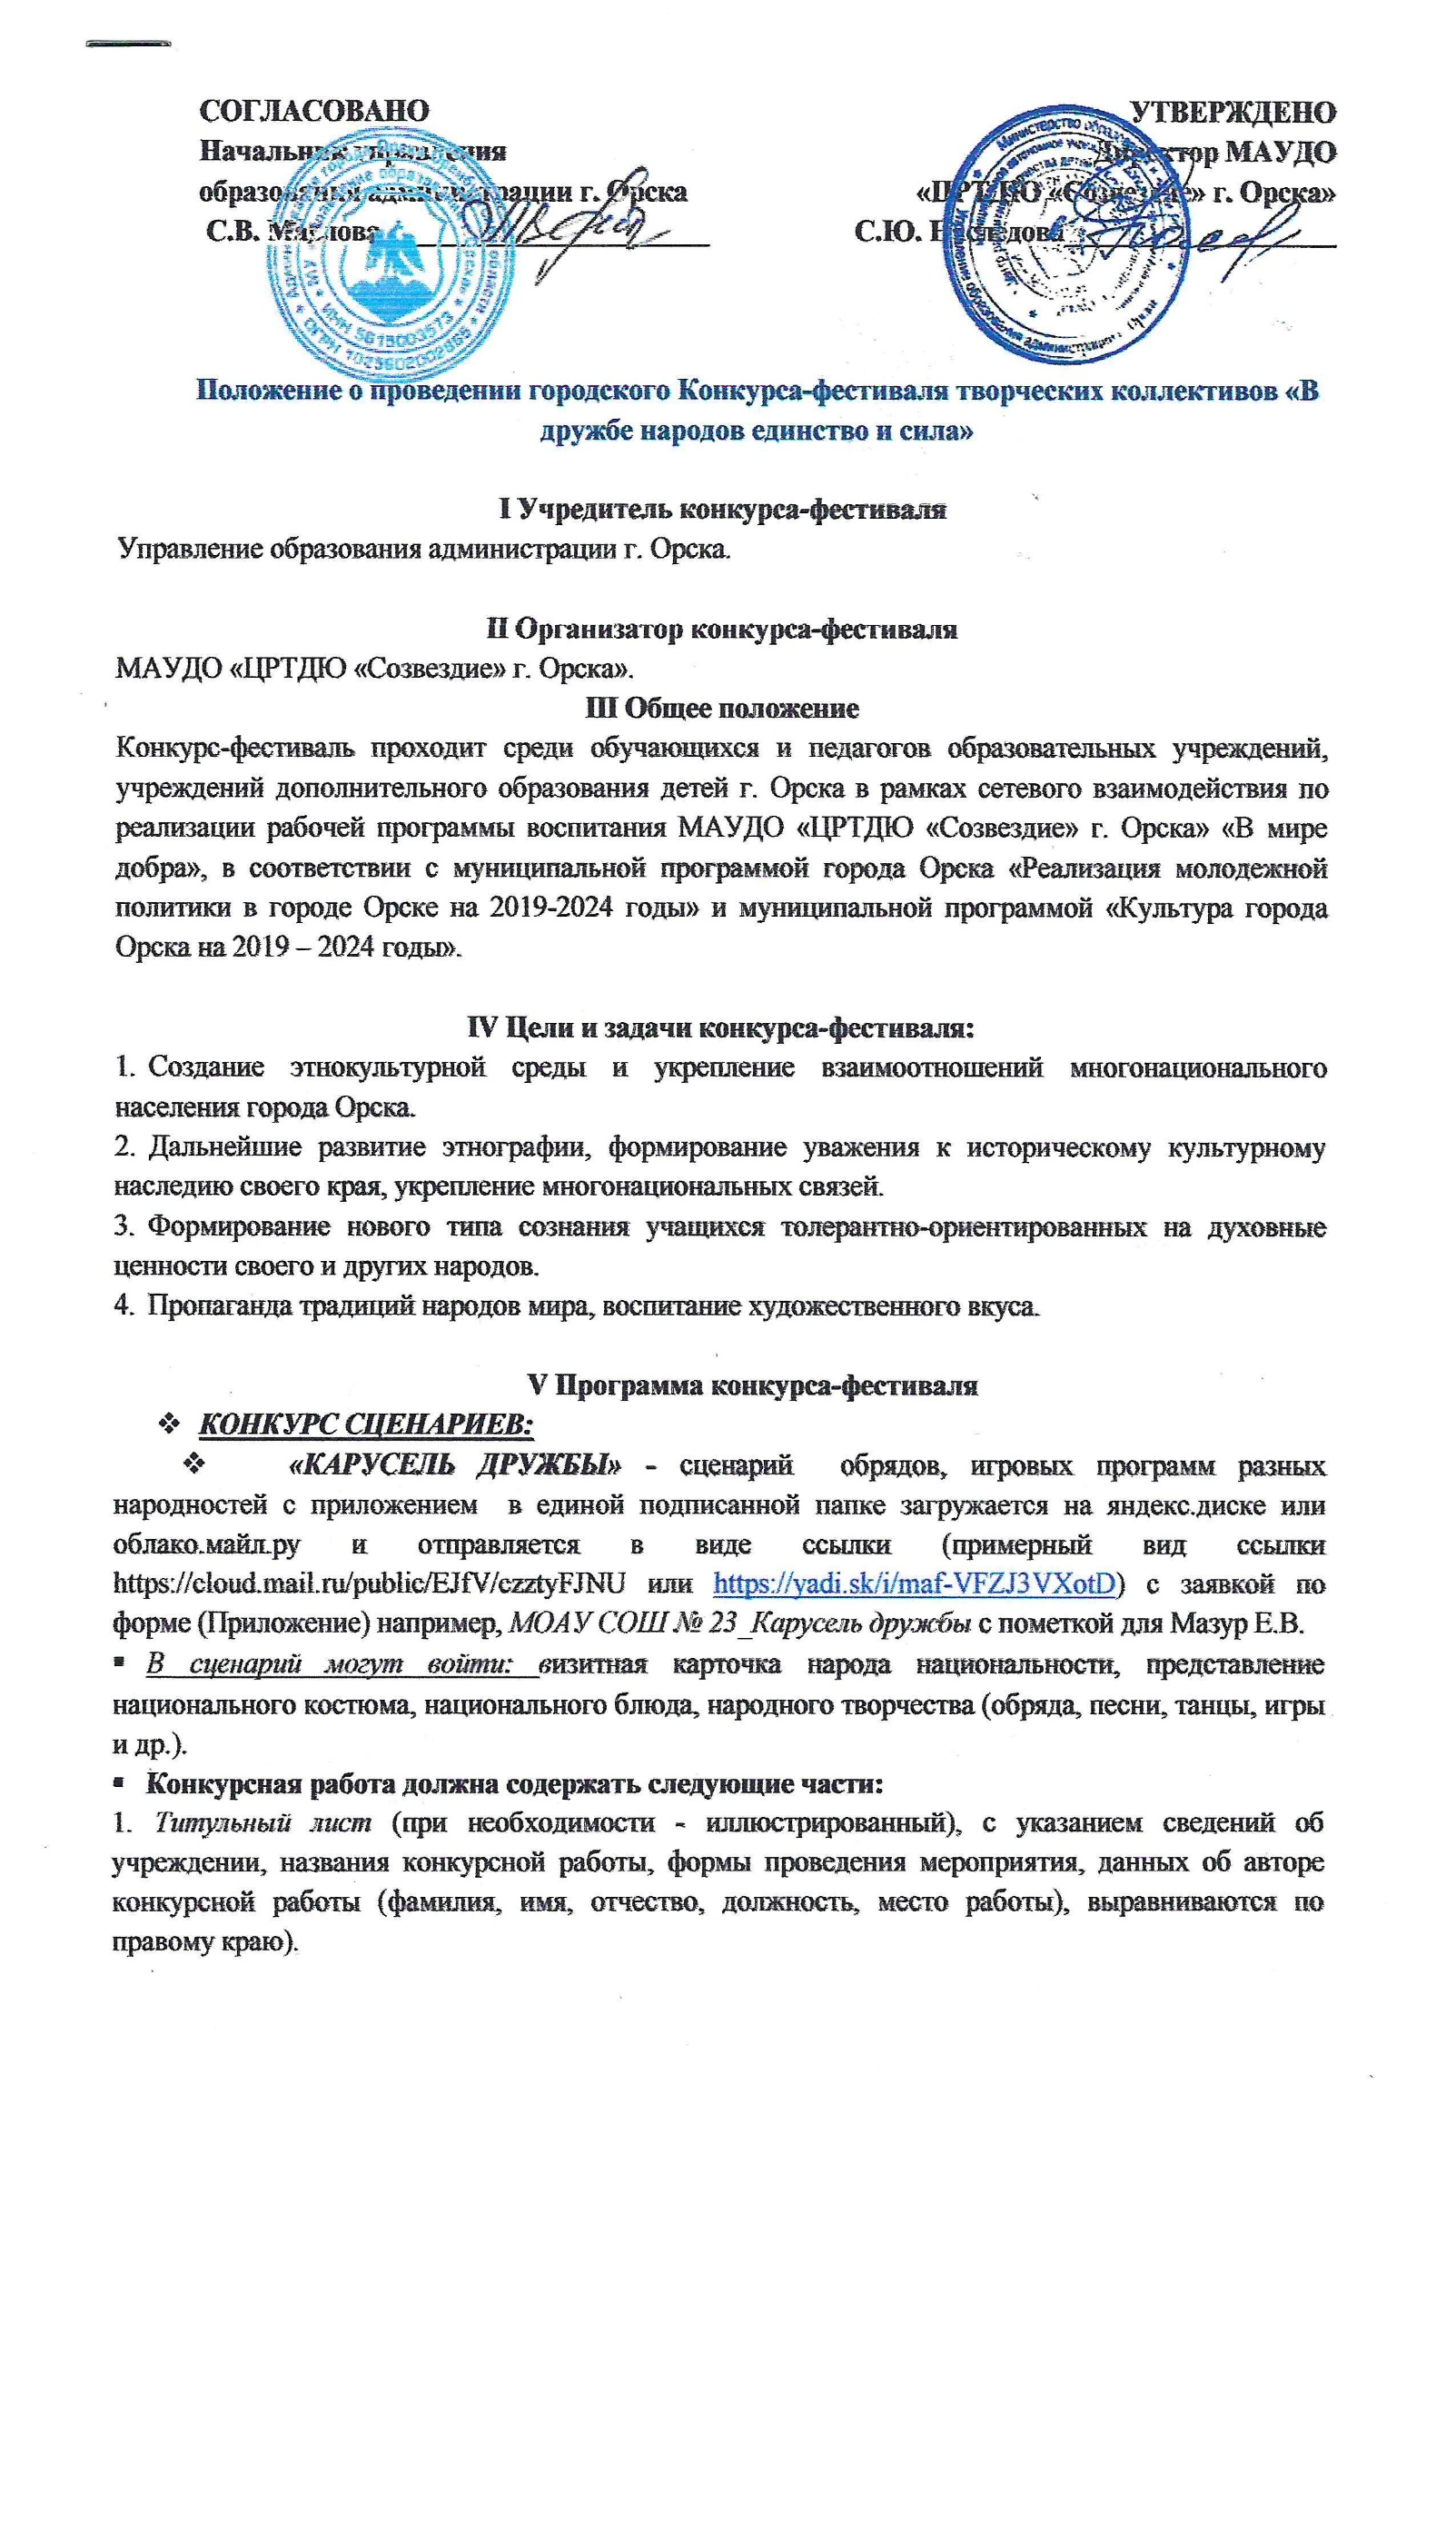 СОГЛАСОВАНО
Начальник управления
образования администрации г. Орска
С.В.
УТВЕРЖДЕНО
Директор МАУДО
«ЦРТДЮ «Созвездие» г. Орска»
С.Ю.
ИНН 5613003573
ОГРН 1025602002865
Положение о проведении городского Конкурса-фестиваля творческих коллективов «В
дружбе народов единство и сила»
I Учредитель конкурса-фестиваля
Управление образования администрации г. Орска.
II Организатор конкурса-фестиваля
МАУДО «ЦРТДЮ «Созвездие» г. Орска».
III Общее положение
Конкурс-фестиваль проходит среди обучающихся и педагогов образовательных учреждений,
учреждений дополнительного образования детей г. Орска в рамках сетевого взаимодействия по
реализации рабочей программы воспитания МАУДО «ЦРТДЮ «Созвездие» г. Орска» «В мире
добра», в соответствии с муниципальной программой города Орска «Реализация молодежной
политики в городе Орске на 2019-2024 годы» и муниципальной программой «Культура города
Орска на 2019 – 2024 годы».
IV Цели и задачи конкурса-фестиваля:
1. Создание этнокультурной среды и укрепление взаимоотношений многонационального
населения города Орска.
2. Дальнейшие развитие этнографии, формирование уважения к историческому культурному
наследию своего края, укрепление многонациональных связей.
3. Формирование нового типа сознания учащихся толерантно-ориентированных на духовные
ценности своего и других народов.
4. Пропаганда традиций народов мира, воспитание художественного вкуса.
V Программа конкурса-фестиваля
❖ КОНКУРС СЦЕНАРИЕВ:
❖ «КАРУСЕЛЬ ДРУЖБЫ» - сценарий обрядов, игровых программ разных
народностей с приложением в единой подписанной папке загружается на яндекс.диске или
облако.майл.ру и отправляется в виде ссылки (примерный вид ссылки
https://cloud.mail.ru/public/EJfV/czztyFJNU или https://yadi.sk/i/maf-VFZJ3VXotD) с заявкой по
форме (Приложение) например, МОАУ СОШ № 23_Карусель дружбы с пометкой для Мазур Е.В.
▪ В сценарий могут войти: визитная карточка народа национальности, представление
национального костюма, национального блюда, народного творчества (обряда, песни, танцы, игры
и др.).
▪ Конкурсная работа должна содержать следующие части:
1. Титульный лист (при необходимости - иллюстрированный), с указанием сведений об
учреждении, названия конкурсной работы, формы проведения мероприятия, данных об авторе
конкурсной работы (фамилия, имя, отчество, должность, место работы), выравниваются по
правому краю).